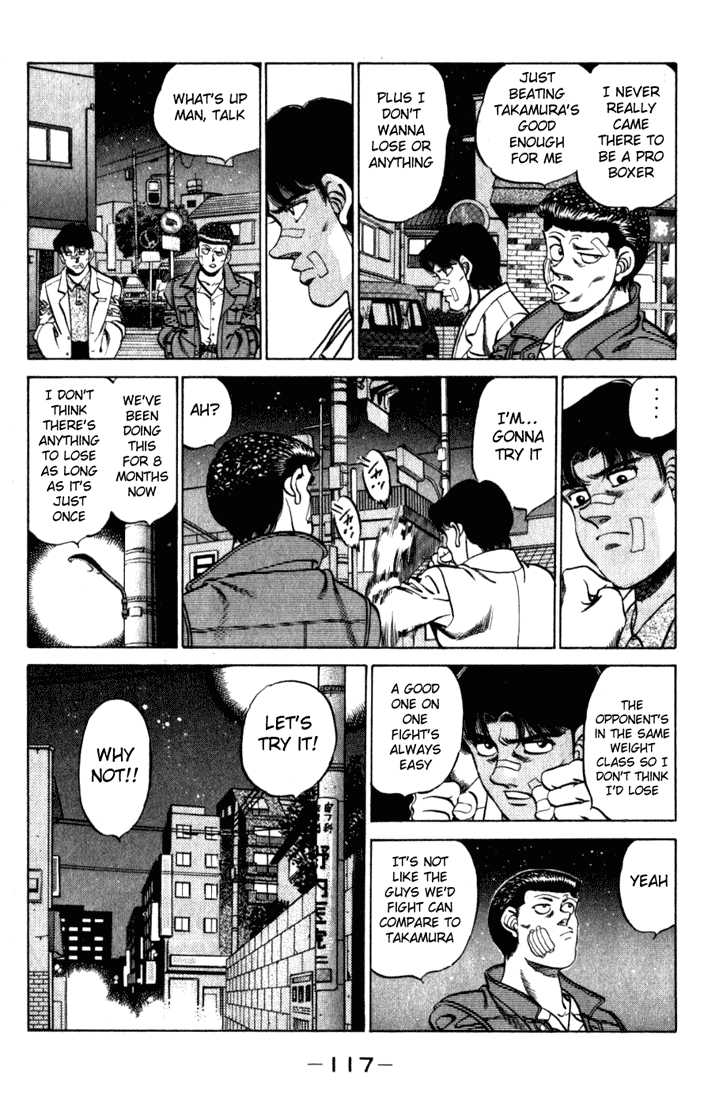 I NEVER
REALLY
CAME
THERE TO
BE A PRO
BOXER
JUST
BEATING
TAKAMURA'S
GOOD
ENOUGH
FOR ME
PLUS I
DON'T
WANNA
LOSE OR
ANYTHING
WHAT'S UP
MAN, TALK
....
I'M...
GONNA
TRY IT
AH?
WE'VE
BEEN
DOING
THIS
FOR 8
MONTHS
NOW
I DON'T
THINK
THERE'S
ANYTHING
TO LOSE
AS LONG
AS IT'S
JUST
ONCE
THE
OPPONENT'S
IN THE SAME
WEIGHT
CLASS SO I
DON'T THINK
I'D LOSE
A GOOD
ONE ON
ONE
FIGHT'S
ALWAYS
EASY
YEAH
IT'S NOT
LIKE THE
GUYS WE'D
FIGHT CAN
COMPARE TO
TAKAMURA
LET'S
TRY IT!
WHY
NOT!!
-117-